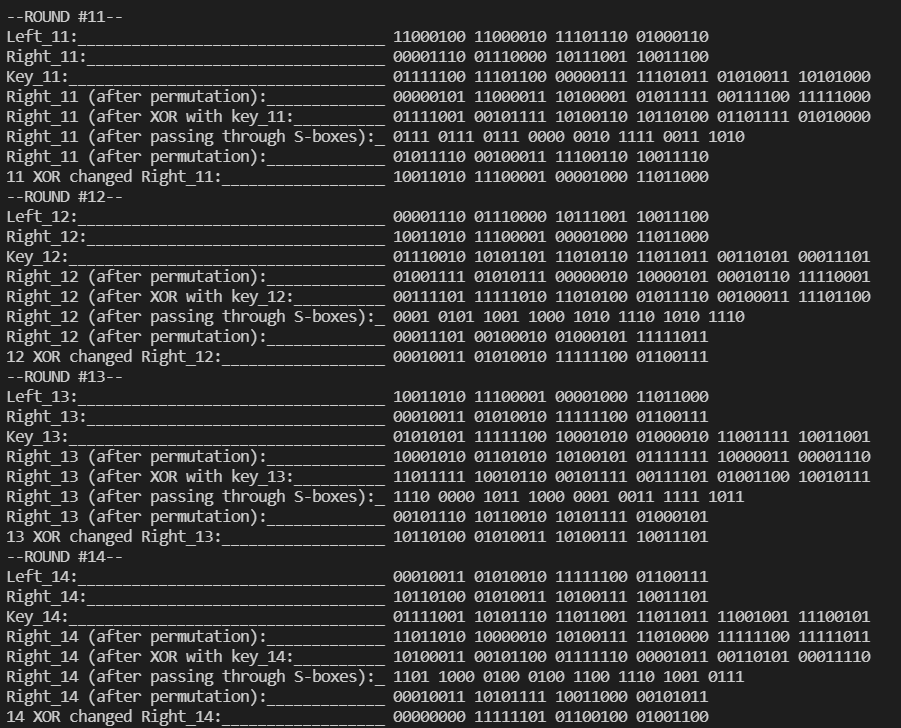 --ROUND #11--
Left_11:__________________________________ 11000100 11000010 11101110 01000110
Right_11:_________________________________ 00001110 01110000 10111001 10011100
Key_11:___________________________________ 01111100 11101100 00000111 11101011 01010011 10101000
Right_11 (after permutation):_____________ 00000101 11000011 10100001 01011111 00111100 11111000
Right_11 (after XOR with key_11:__________ 01111001 00101111 10100110 10110100 01101111 01010000
Right_11 (after passing through S-boxes):_ 0111 0111 0111 0000 0010 1111 0011 1010
Right_11 (after permutation):_____________ 01011110 00100011 11100110 10011110
11 XOR changed Right_11:__________________ 10011010 11100001 00001000 11011000
--ROUND #12--
Left_12:__________________________________ 00001110 01110000 10111001 10011100
Right_12:_________________________________ 10011010 11100001 00001000 11011000
Key_12:___________________________________ 01110010 10101101 11010110 11011011 00110101 00011101
Right_12 (after permutation):_____________ 01001111 01010111 00000010 10000101 00010110 11110001
Right_12 (after XOR with key_12:__________ 00111101 11111010 11010100 01011110 00100011 11101100
Right_12 (after passing through S-boxes):_ 0001 0101 1001 1000 1010 1110 1010 1110
Right_12 (after permutation):_____________ 00011101 00100010 01000101 11111011
12 XOR changed Right_12:__________________ 00010011 01010010 11111100 01100111
--ROUND #13--
Left_13:__________________________________ 10011010 11100001 00001000 11011000
Right_13:_________________________________ 00010011 01010010 11111100 01100111
Key_13:___________________________________ 01010101 11111100 10001010 01000010 11001111 10011001
Right_13 (after permutation):_____________ 10001010 01101010 10100101 01111111 10000011 00001110
Right_13 (after XOR with key_13:__________ 11011111 10010110 00101111 00111101 01001100 10010111
Right_13 (after passing through S-boxes):_ 1110 0000 1011 1000 0001 0011 1111 1011
Right_13 (after permutation):_____________ 00101110 10110010 10101111 01000101
13 XOR changed Right_13:__________________ 10110100 01010011 10100111 10011101
--ROUND #14--
Left_14:__________________________________ 00010011 01010010 11111100 01100111
Right_14:_________________________________ 10110100 01010011 10100111 10011101
Key_14:___________________________________ 01111001 10101110 11011001 11011011 11001001 11100101
Right_14 (after permutation):_____________ 11011010 10000010 10100111 11010000 11111100 11111011
Right_14 (after XOR with key_14:__________ 10100011 00101100 01111110 00001011 00110101 00011110
Right_14 (after passing through S-boxes):_ 1101 1000 0100 0100 1100 1110 1001 0111
Right_14 (after permutation):_____________ 00010011 10101111 10011000 00101011
14 XOR changed Right_14:__________________ 00000000 11111101 01100100 01001100